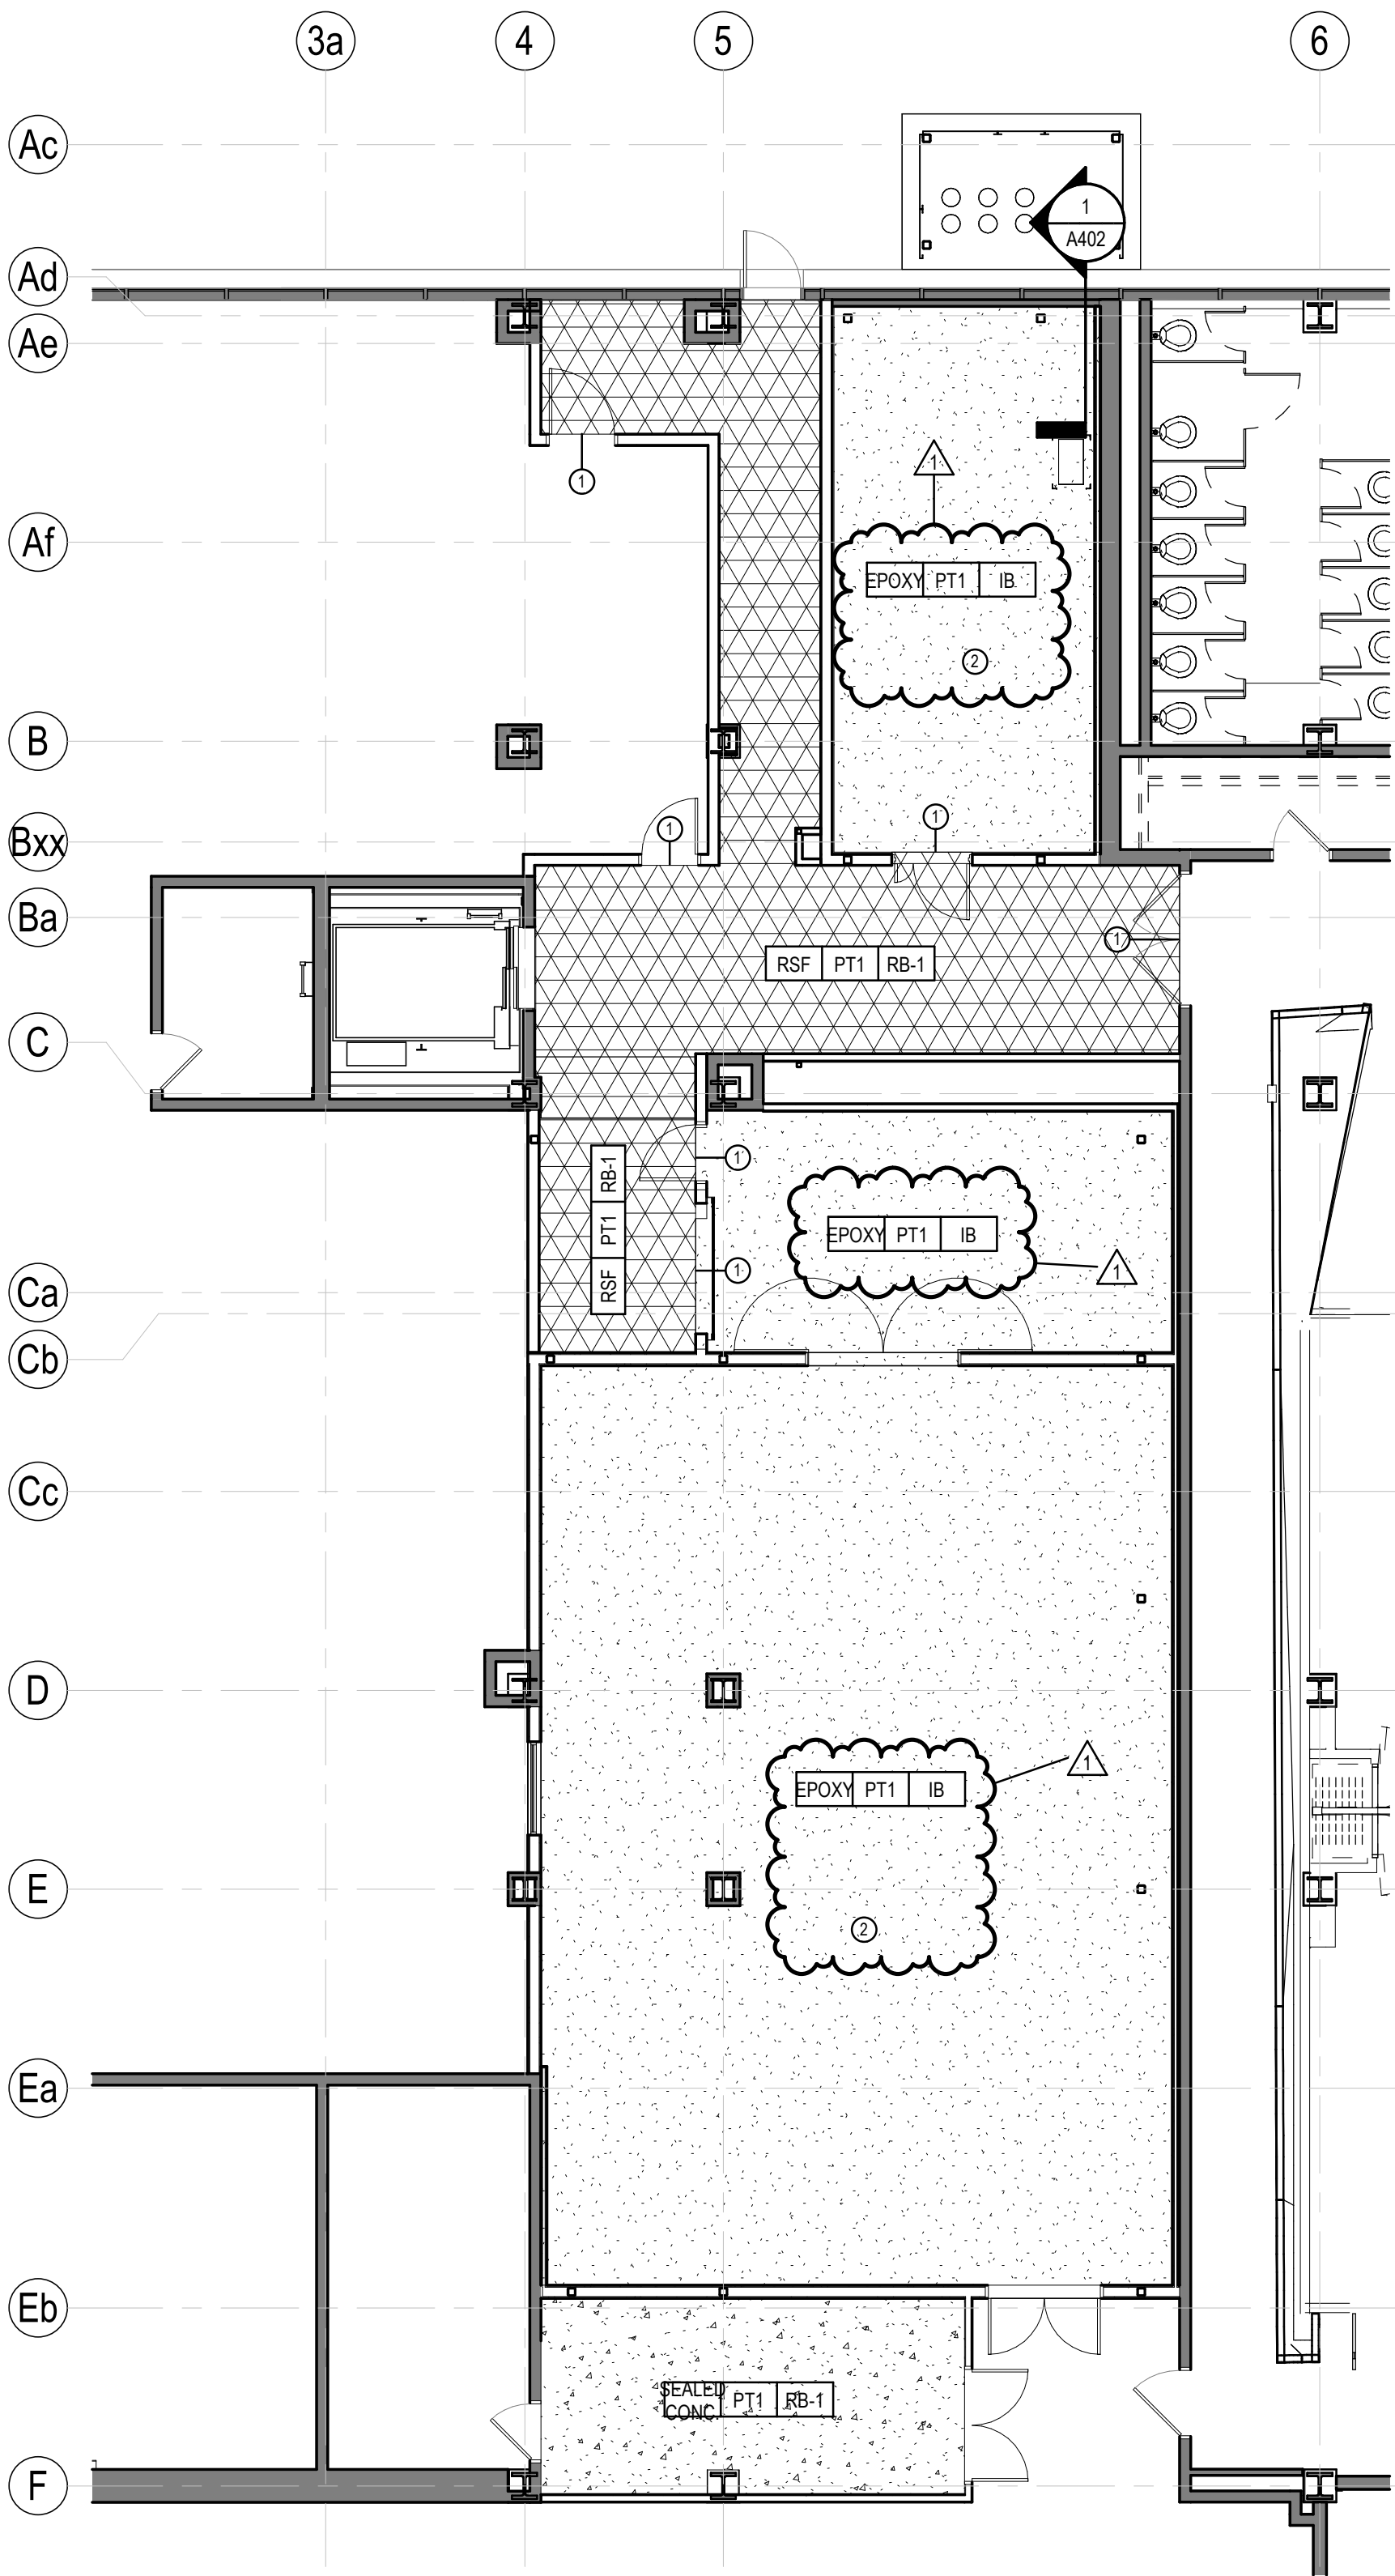 3a 4 5 6
Ac
1
A402
Ad
Ae
1
1
Af
EPOXY PT1 IB
2
B
Bxx
1
1
Ba
1
RSF PT1 RB-1
C
1
RSF PT1 RB-1
EPOXY PT1 IB
1
1
Ca
Cb
Cc
D
1
EPOXY PT1 IB
E
2
Ea
Eb
SEALED
CONC. PT1 RB-1
F